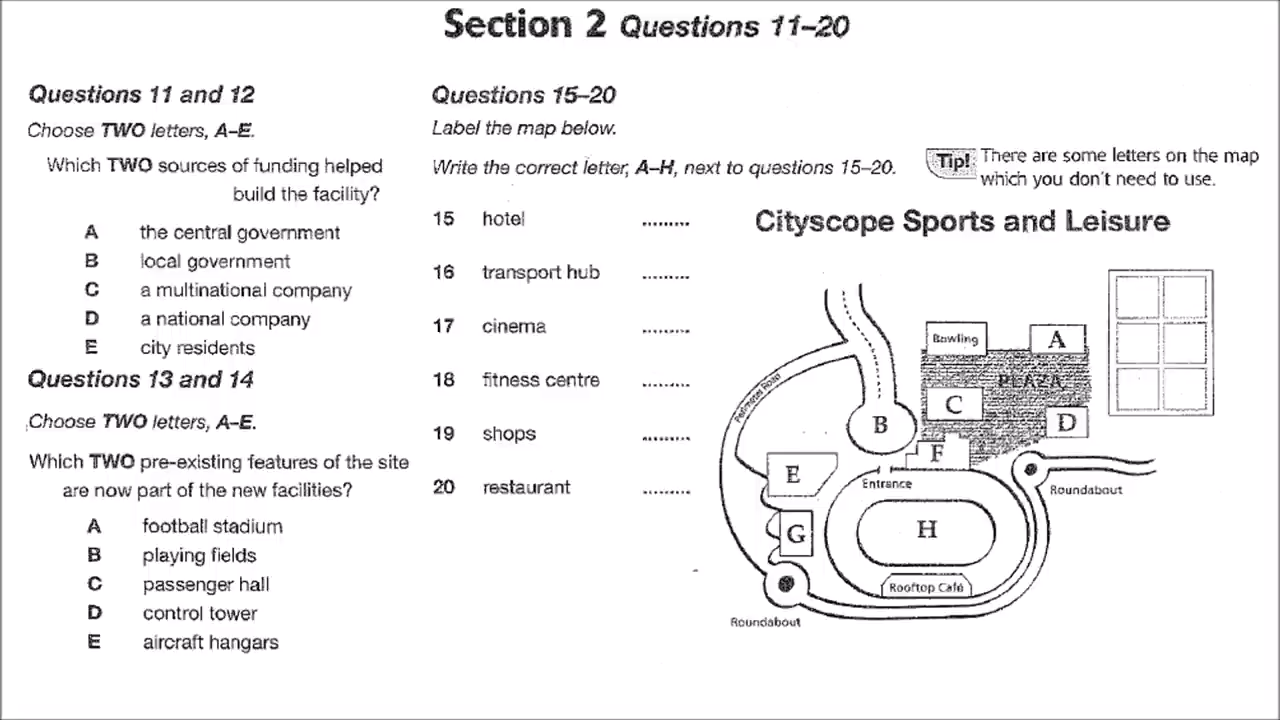 Section 2 Questions 11–20
Questions 11 and 12
Choose TWO letters, A–E.
Which TWO sources of funding helped
build the facility?
A the central government
B local government
C a multinational company
D a national company
E city residents
Questions 13 and 14
Choose TWO letters, A–E.
Which TWO pre-existing features of the site
are now part of the new facilities?
A football stadium
B playing fields
C passenger hall
D control tower
E aircraft hangars
Questions 15–20
Label the map below.
Write the correct letter, A–H, next to questions 15–20.
15 hotel .........
16 transport hub .........
17 cinema .........
18 fitness centre .........
19 shops .........
20 restaurant .........
Tip! There are some letters on the map
which you don't need to use.
Cityscope Sports and Leisure
Bowling
A
PLAZA
Perimeter Road
C
B
D
F
E
Entrance
Roundabout
G
H
Rooftop Café
Roundabout